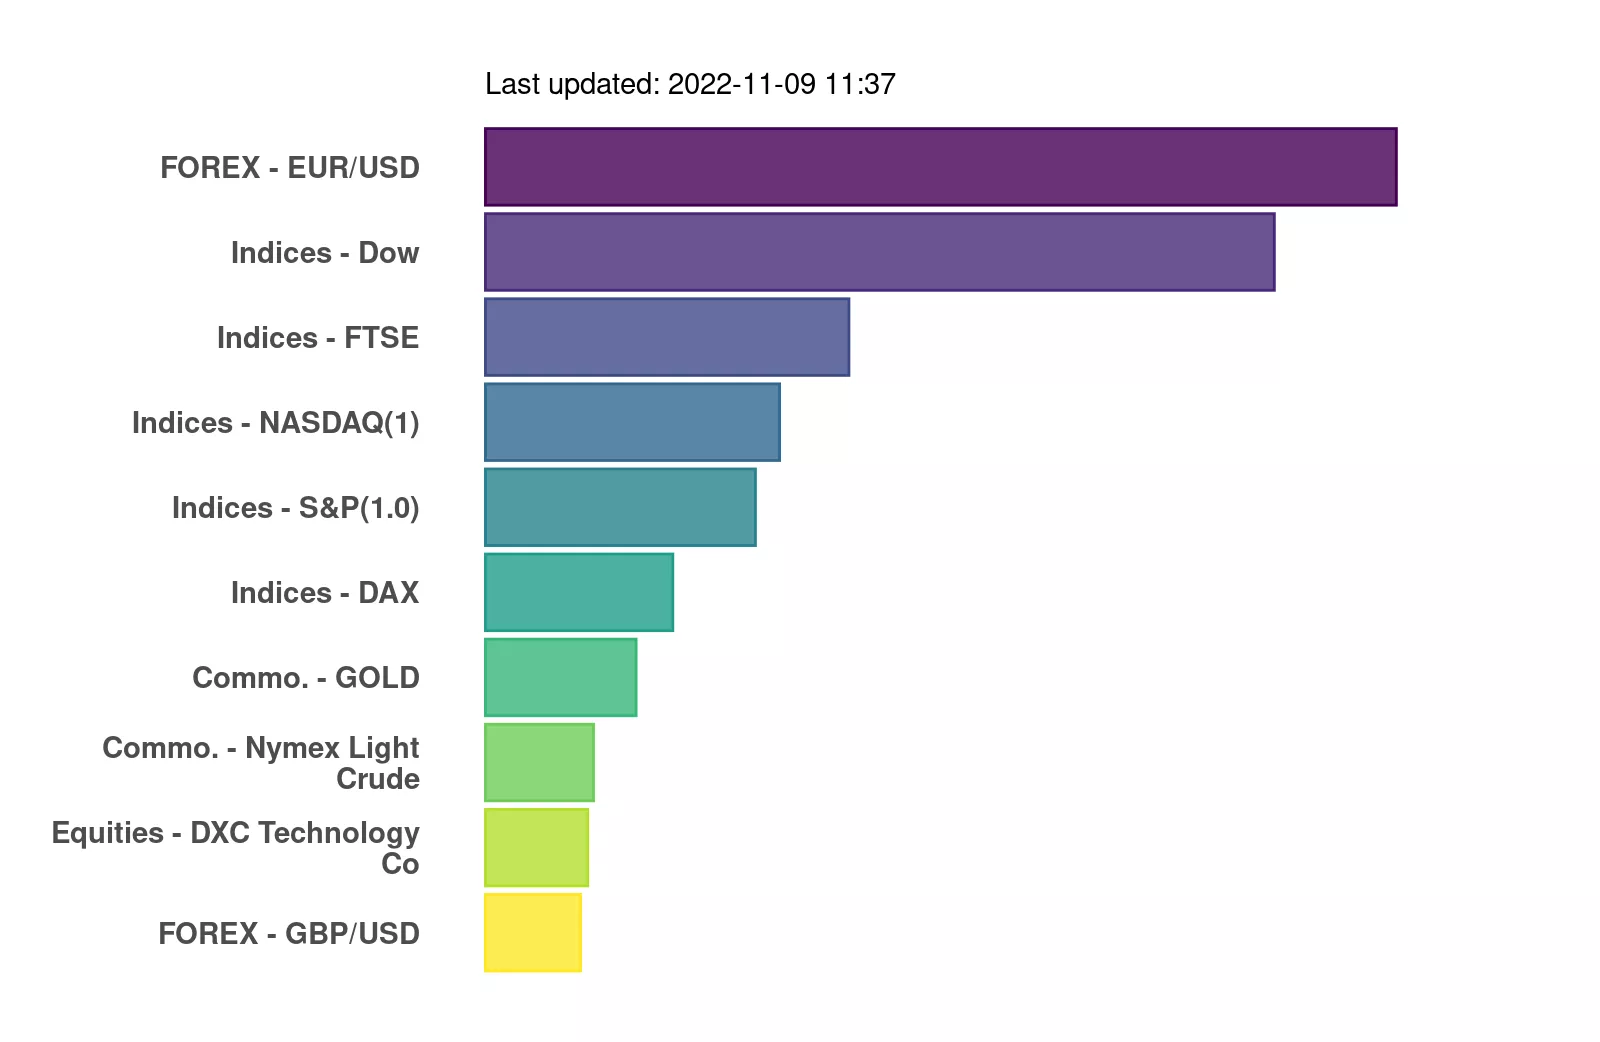 Last updated: 2022-11-09 11:37
FOREX - EUR/USD
Indices - Dow
Indices - FTSE
Indices - NASDAQ(1)
Indices - S&P(1.0)
Indices - DAX
Commo. - GOLD
Commo. - Nymex Light
Crude
Equities - DXC Technology
Co
FOREX - GBP/USD